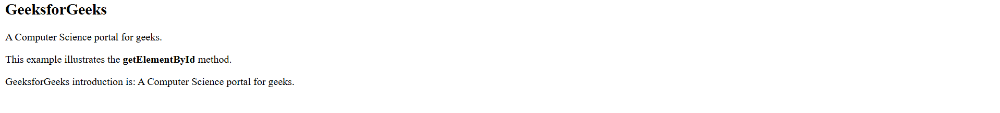 GeeksforGeeks
A Computer Science portal for geeks.
This example illustrates the getElementById method.
GeeksforGeeks introduction is: A Computer Science portal for geeks.